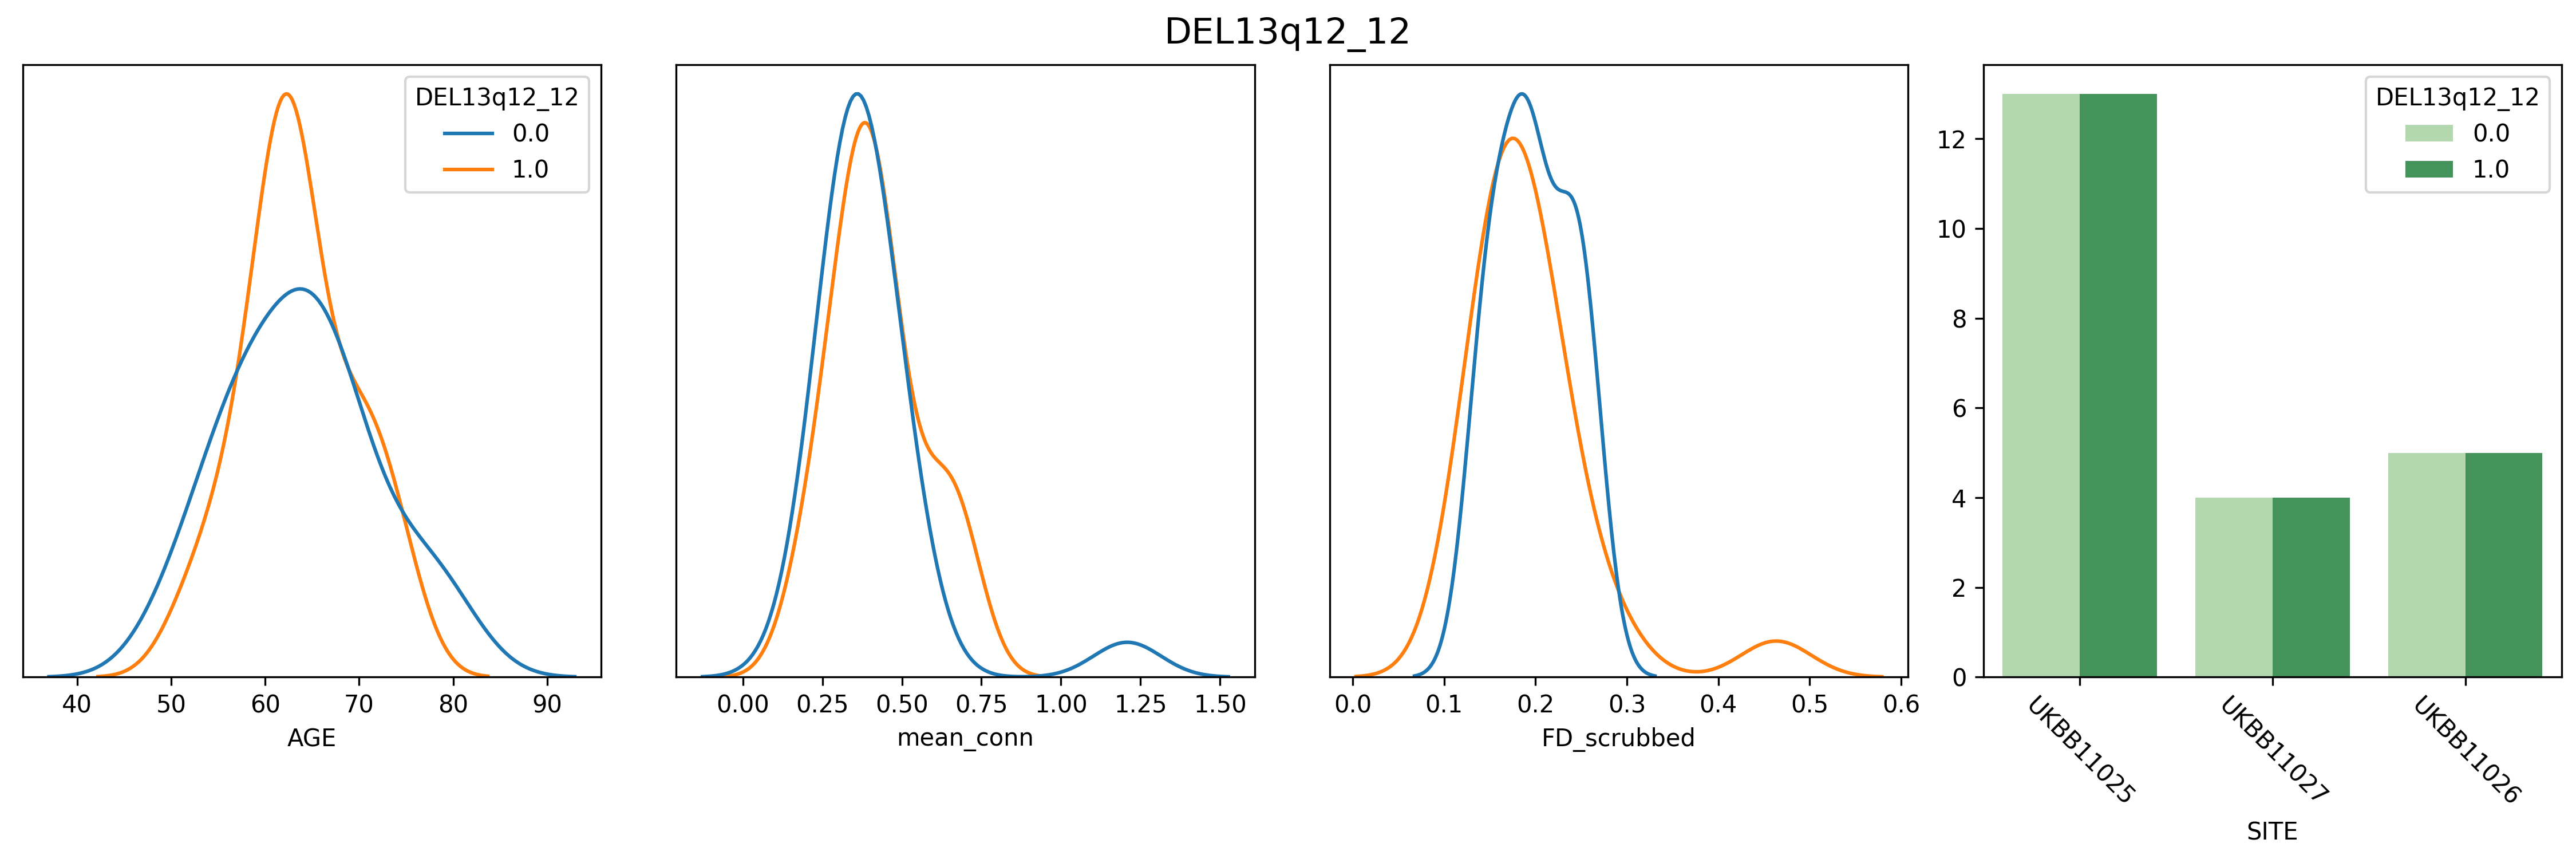 DEL13q12_12
DEL13q12_12
0.0
1.0
40 50 60 70 80 90
AGE
0.00 0.25 0.50 0.75 1.00 1.25 1.50
mean_conn
0.0 0.1 0.2 0.3 0.4 0.5 0.6
FD_scrubbed
DEL13q12_12
0.0
1.0
12
10
8
6
4
2
0
UKBB11025 UKBB11027 UKBB11026
SITE